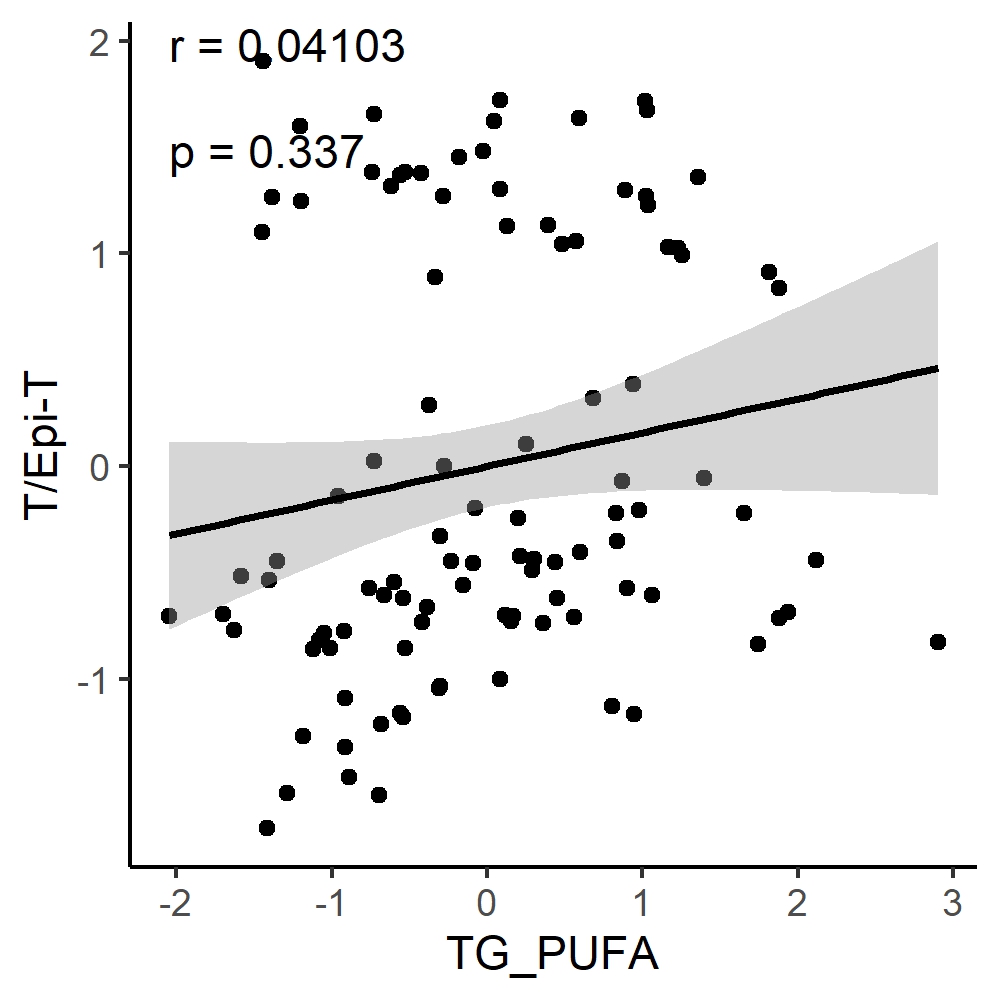 r = 0.04103
p = 0.337
2
1
0
-1
T/Epi-T
-2 -1 0 1 2 3
TG_PUFA